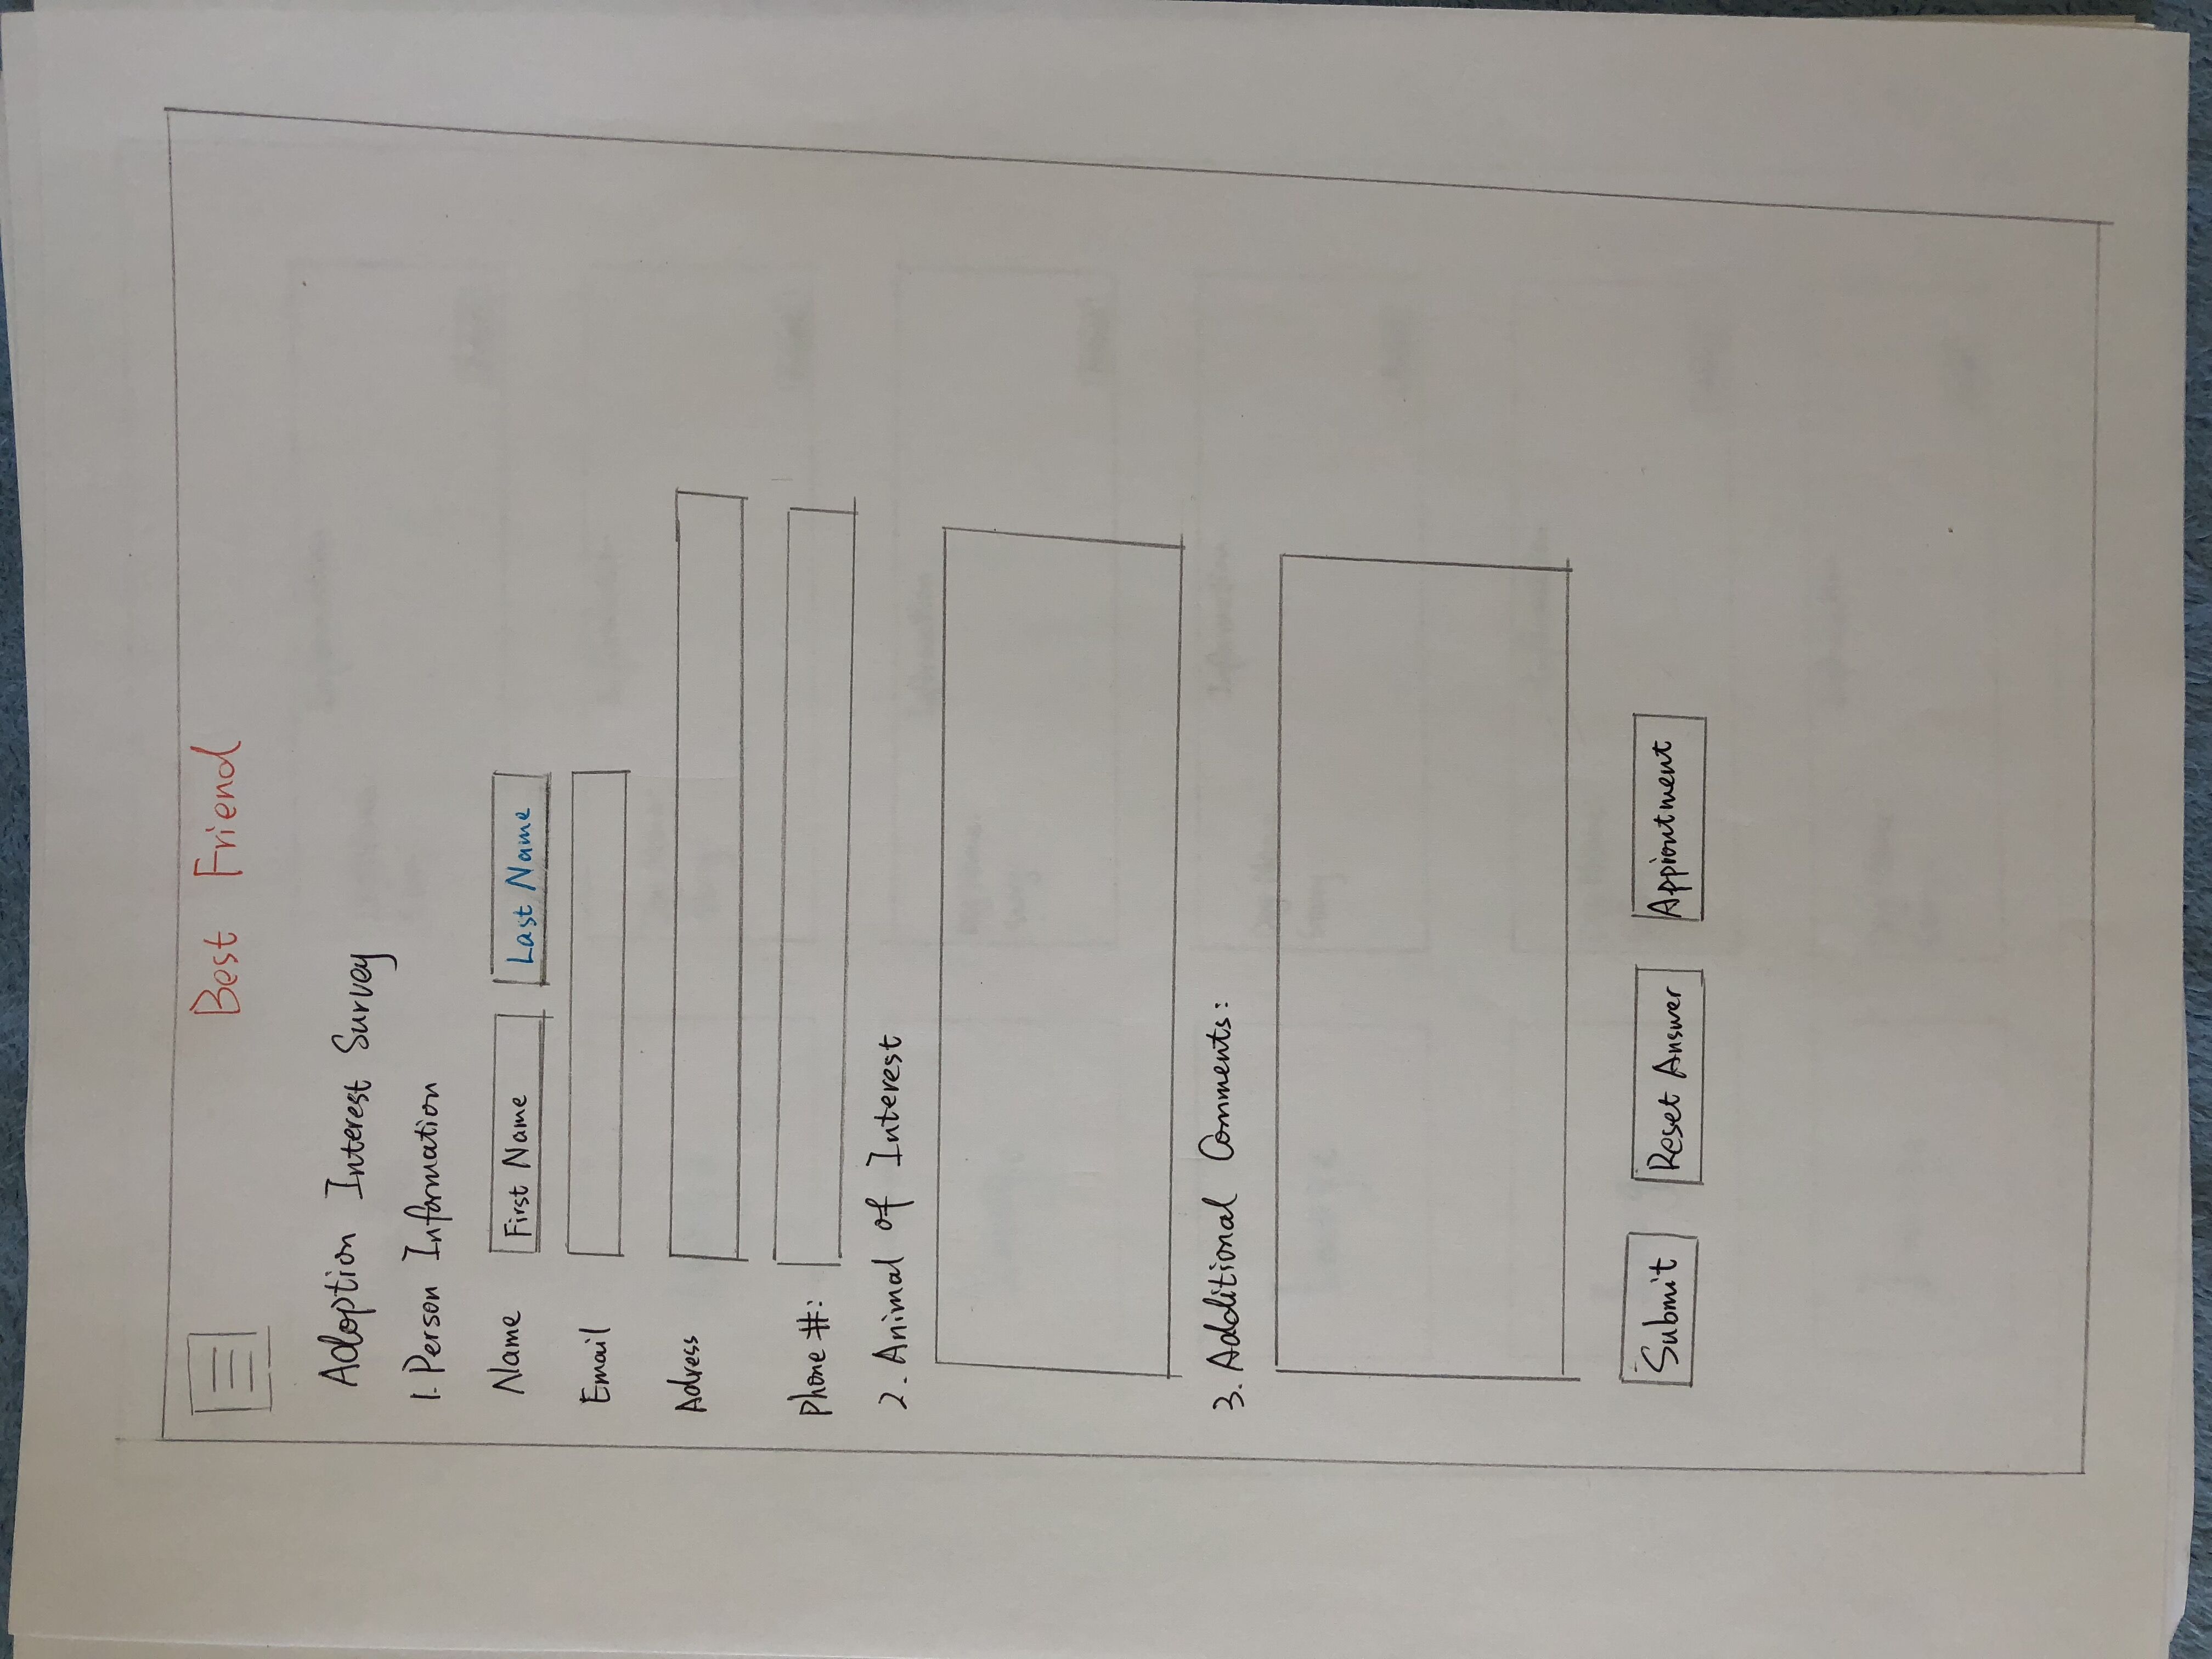 Best Friend
Adoption Interest Survey
1. Person Information
Name First Name Last Name
Email
Adress
Phone #:
2. Animal of Interest
3. Additional Comments:
Submit Reset Answer Appiontment